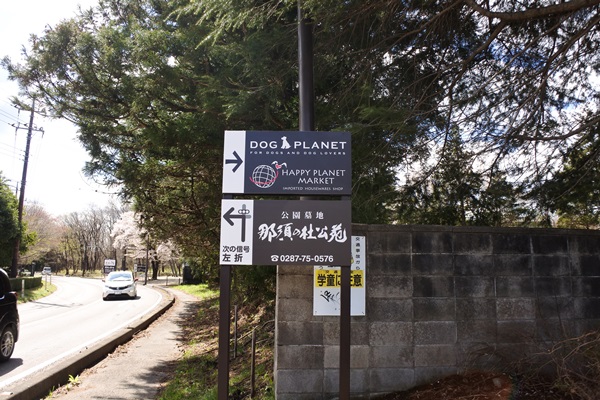 DOG PLANET
FOR DOGS AND DOG LOVERS
HAPPY PLANET
MARKET
IMPORTED HOUSEWARES SHOP
次の信号
左折
公園墓地
那須の杜公苑
☎0287-75-0576
学童に注意